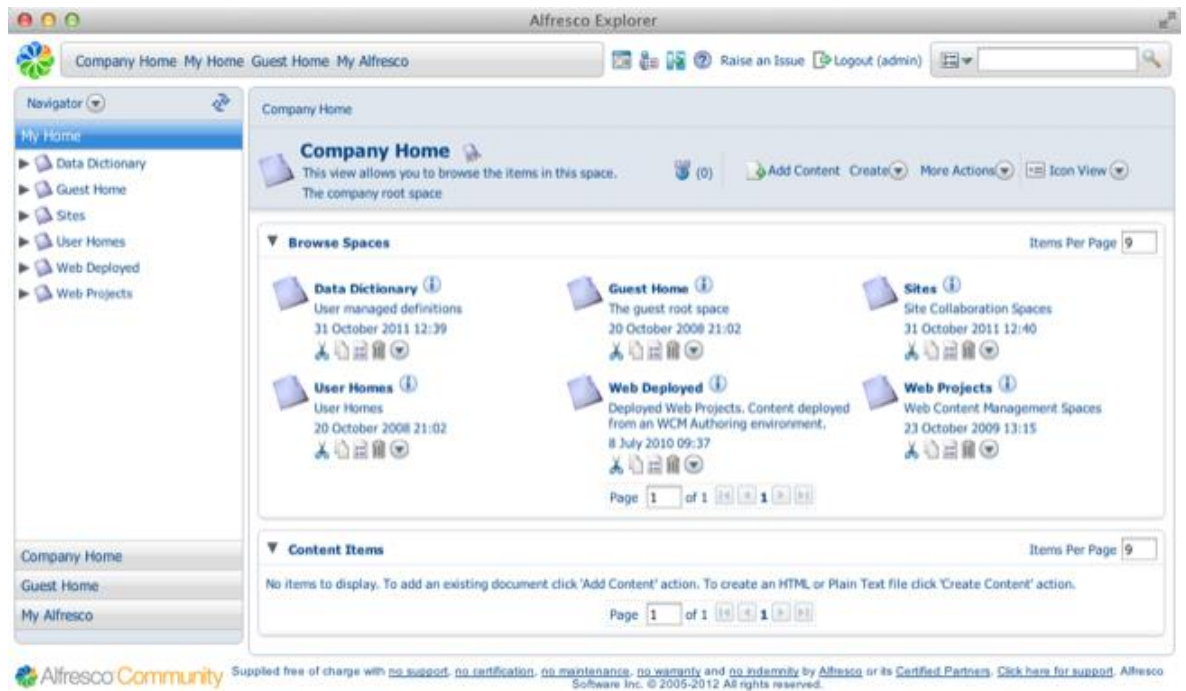 Alfresco Explorer
Company Home My Home Guest Home My Alfresco
Raise an Issue Logout (admin)
Navigator
My Home
Data Dictionary
Guest Home
Sites
User Homes
Web Deployed
Web Projects
Company Home
Guest Home
My Alfresco
Company Home
Company Home
This view allows you to browse the items in this space.
The company root space
(0)
Add Content Create More Actions Icon View
Browse Spaces
Items Per Page 9
Data Dictionary
User managed definitions
31 October 2011 12:39
Guest Home
The guest root space
20 October 2008 21:02
Sites
Site Collaboration Spaces
31 October 2011 12:40
User Homes
User Homes
20 October 2008 21:02
Web Deployed
Deployed Web Projects. Content deployed
from an WCM Authoring environment.
8 July 2010 09:37
Web Projects
Web Content Management Spaces
23 October 2009 13:15
Page 1 of 1 1
Content Items
Items Per Page 9
No items to display. To add an existing document click 'Add Content' action. To create an HTML or Plain Text file click 'Create Content' action.
Page 1 of 1 1
Alfresco Community
Supplied free of charge with no support, no certification, no maintenance, no warranty and no indemnity by Alfresco or its Certified Partners. Click here for support. Alfresco
Software Inc. © 2005-2012 All rights reserved.